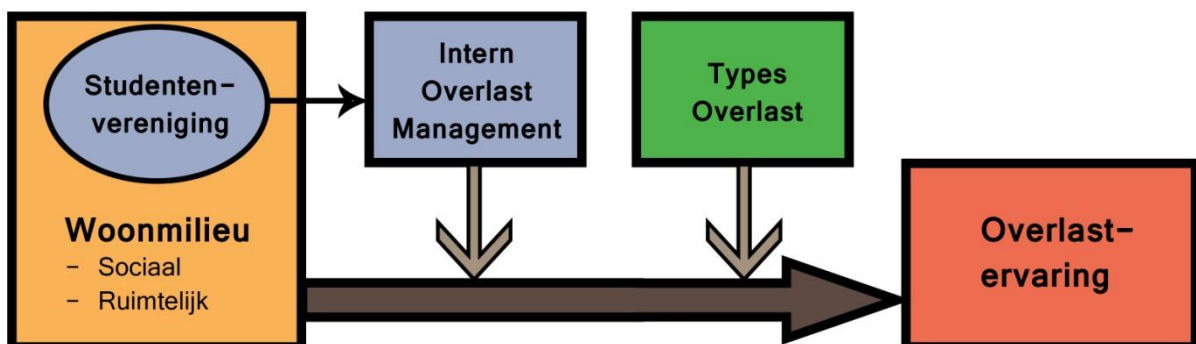 Studenten-
vereniging
Woonmilieu
- Sociaal
- Ruimtelijk
Intern
Overlast
Management
Types
Overlast
Overlast-
ervaring